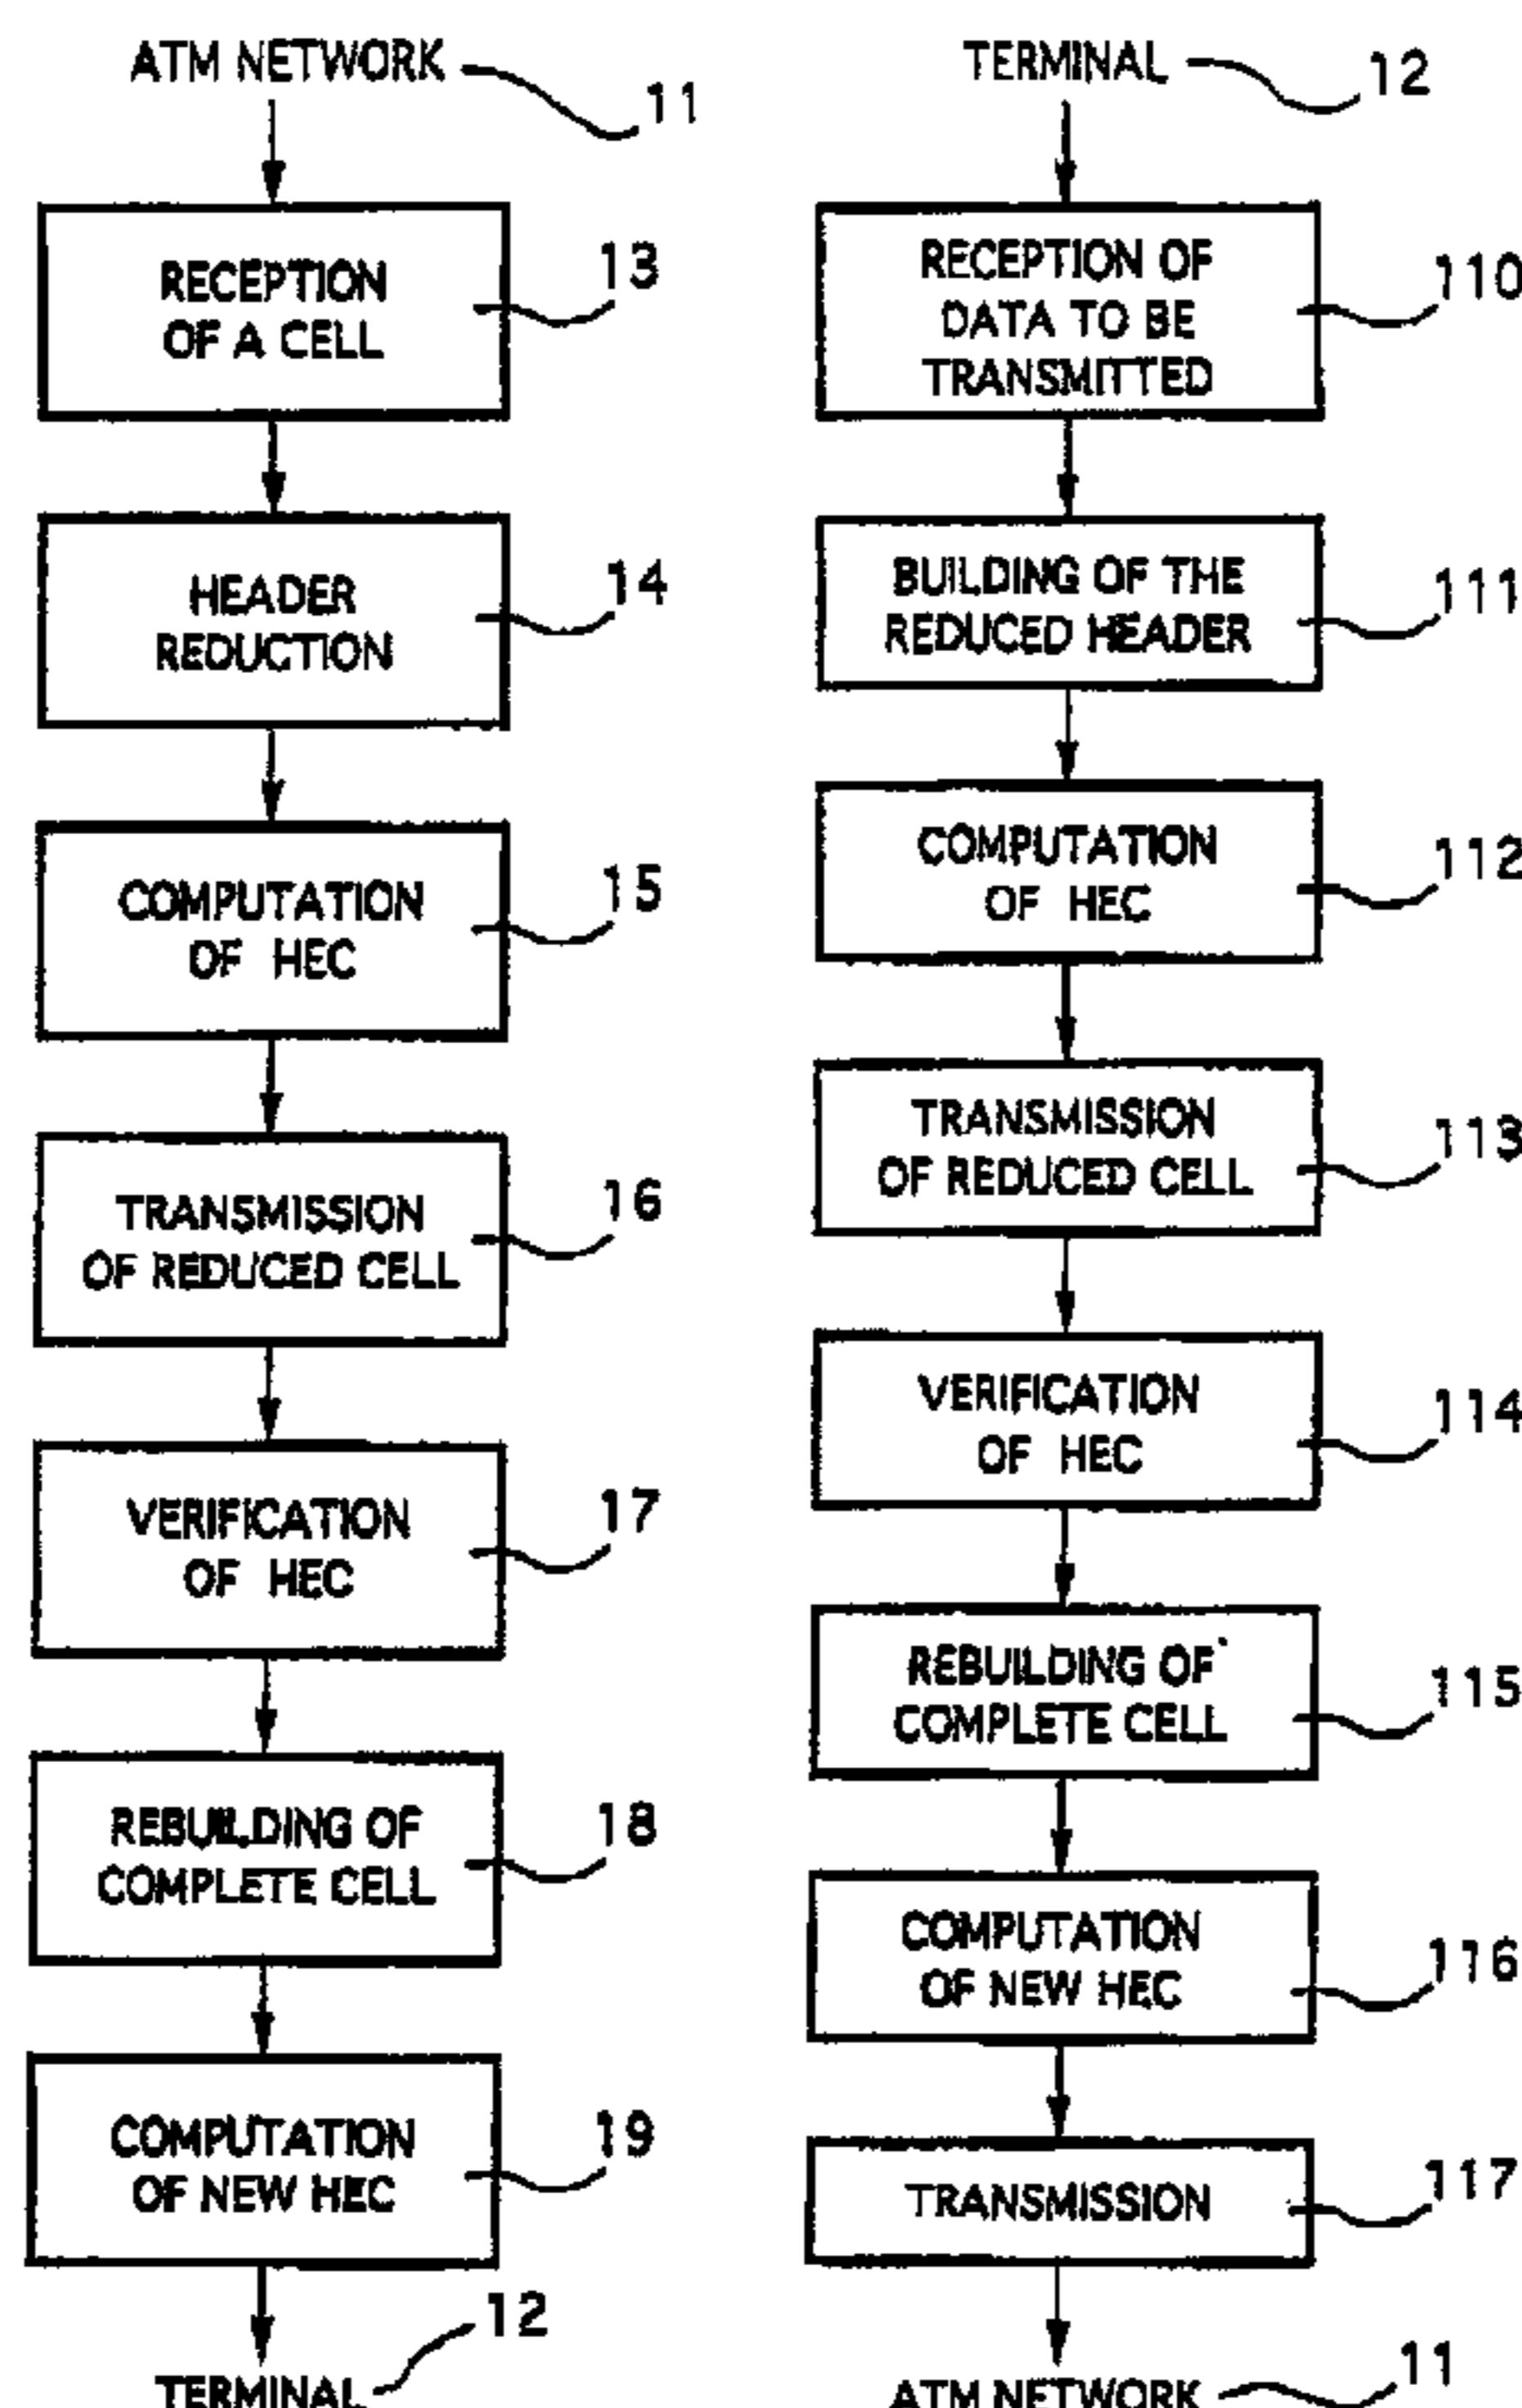 ATM NETWORK
11
RECEPTION
OF A CELL
13
HEADER
REDUCTION
14
COMPUTATION
OF HEC
15
TRANSMISSION
OF REDUCED CELL
16
VERIFICATION
OF HEC
17
REBUILDING OF
COMPLETE CELL
18
COMPUTATION
OF NEW HEC
19
TERMINAL
12
TERMINAL
12
RECEPTION OF
DATA TO BE
TRANSMITTED
110
BUILDING OF THE
REDUCED HEADER
111
COMPUTATION
OF HEC
112
TRANSMISSION
OF REDUCED CELL
113
VERIFICATION
OF HEC
114
REBUILDING OF
COMPLETE CELL
115
COMPUTATION
OF NEW HEC
116
TRANSMISSION
117
ATM NETWORK
11